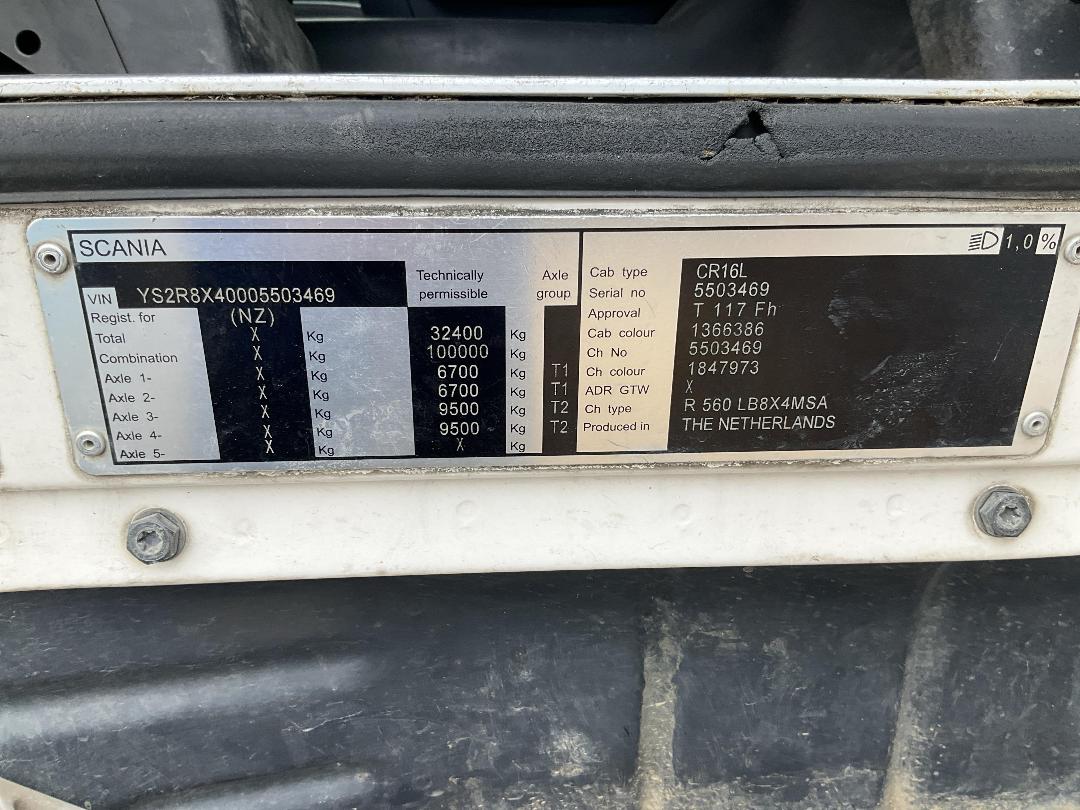 SCANIA
1,0 %
VIN YS2R8X40005503469 Technically permissible Axle group
Regist. for (NZ)
Total X Kg 32400 Kg
Combination X Kg 100000 Kg
Axle 1- X Kg 6700 Kg T1
Axle 2- X Kg 6700 Kg T1
Axle 3- X Kg 9500 Kg T2
Axle 4- X Kg 9500 Kg T2
Axle 5- X Kg X Kg
Cab type CR16L
Serial no 5503469
Approval T 117 Fh
Cab colour 1366386
Ch No 5503469
Ch colour 1847973
ADR GTW X
Ch type R 560 LB8X4MSA
Produced in THE NETHERLANDS